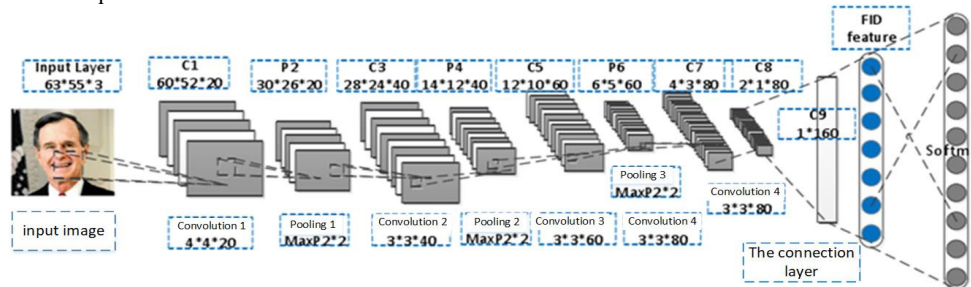 FID
feature
Input Layer
63*55*3
C1
60*52*20
P2
30*26*20
C3
28*24*40
P4
14*12*40
C5
12*10*60
P6
6*5*60
C7
4*3*80
C8
2*1*80
C9
1*160
Softm
Pooling 3
MaxP2*2
Convolution 4
3*3*80
input image
Convolution 1
4*4*20
Pooling 1
MaxP2*2
Convolution 2
3*3*40
Pooling 2
MaxP2*2
Convolution 3
3*3*60
Convolution 4
3*3*80
The connection
layer